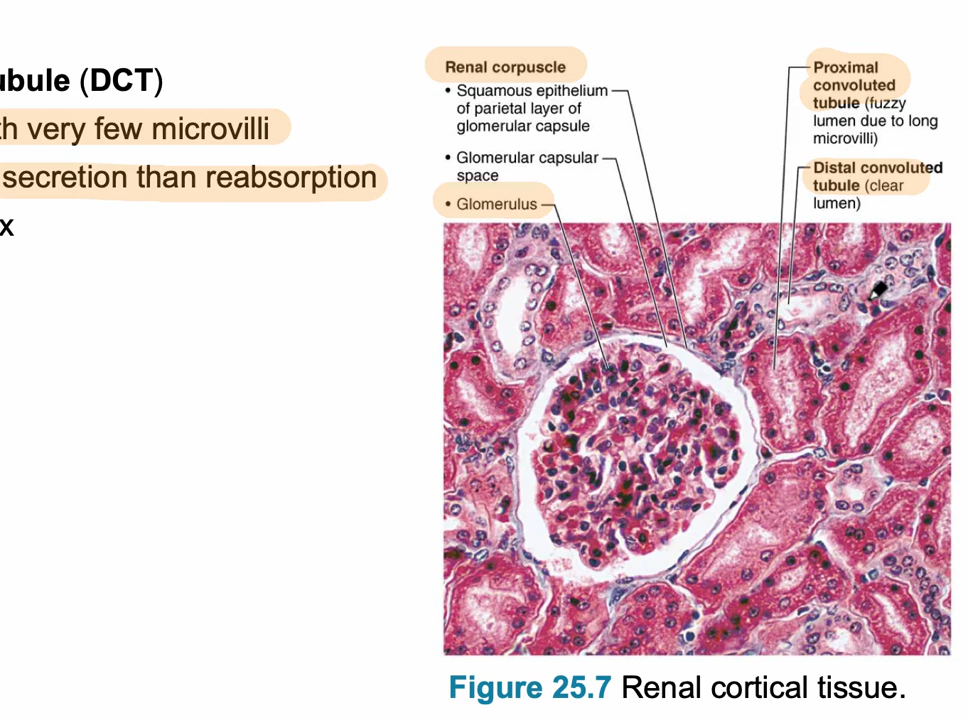 ubule (DCT)
th very few microvilli
secretion than reabsorption
x
Renal corpuscle
• Squamous epithelium
of parietal layer of
glomerular capsule
• Glomerular capsular
space
• Glomerulus
Proximal
convoluted
tubule (fuzzy
lumen due to long
microvilli)
Distal convoluted
tubule (clear
lumen)
Figure 25.7 Renal cortical tissue.